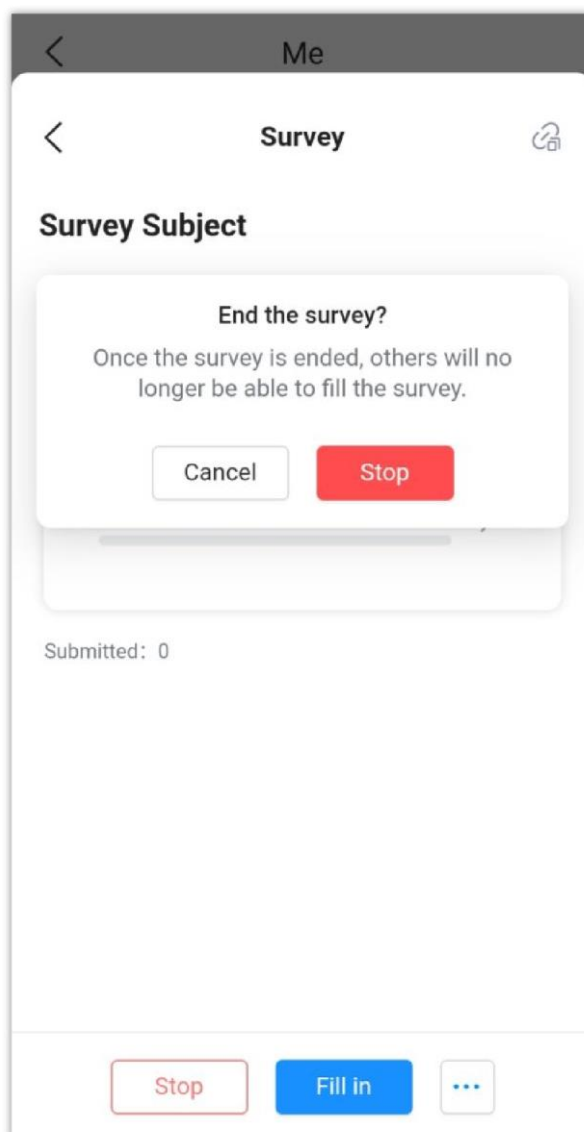 Me
Survey
Survey Subject
End the survey?
Once the survey is ended, others will no
longer be able to fill the survey.
Cancel
Stop
Submitted: 0
Stop
Fill in